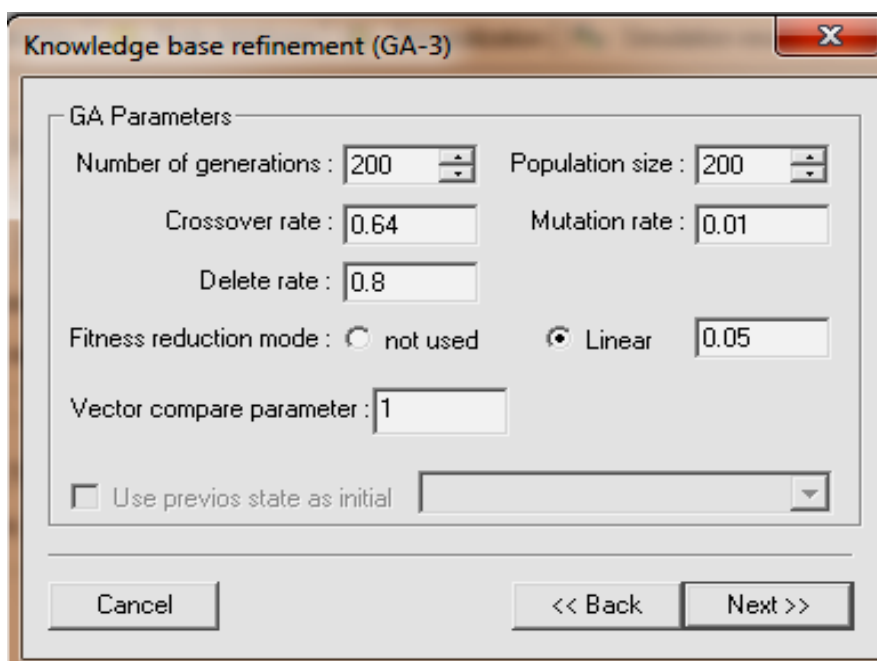 Knowledge base refinement (GA-3)
GA Parameters
Number of generations : 200 Population size : 200
Crossover rate : 0.64 Mutation rate : 0.01
Delete rate : 0.8
Fitness reduction mode : not used Linear 0.05
Vector compare parameter : 1
Use previos state as initial
Cancel << Back Next >>